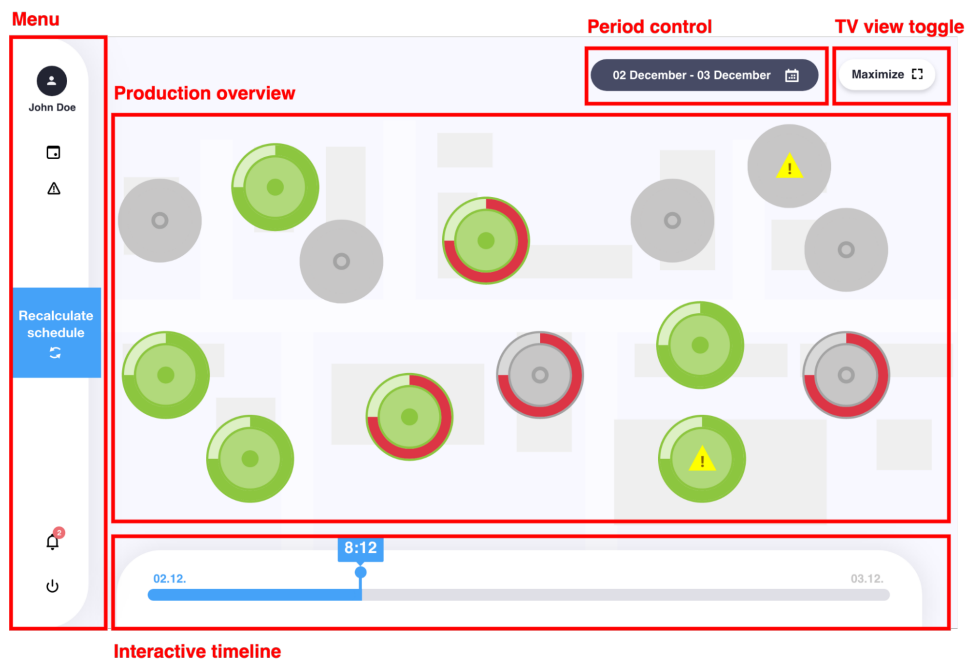 Menu
Period control
TV view toggle
02 December - 03 December
Maximize
John Doe
Production overview
!
Recalculate
schedule
!
2
8:12
02.12.
03.12.
Interactive timeline